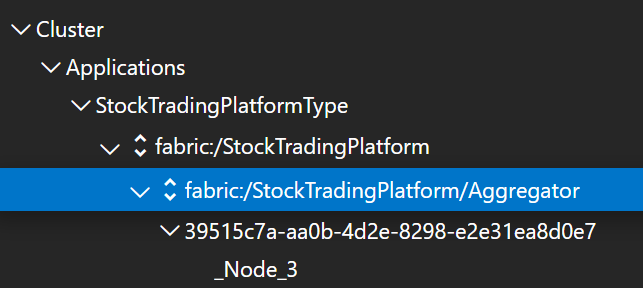 Cluster
Applications
StockTradingPlatformType
fabric:/StockTradingPlatform
fabric:/StockTradingPlatform/Aggregator
39515c7a-aa0b-4d2e-8298-e2e31ea8d0e7
_Node_3